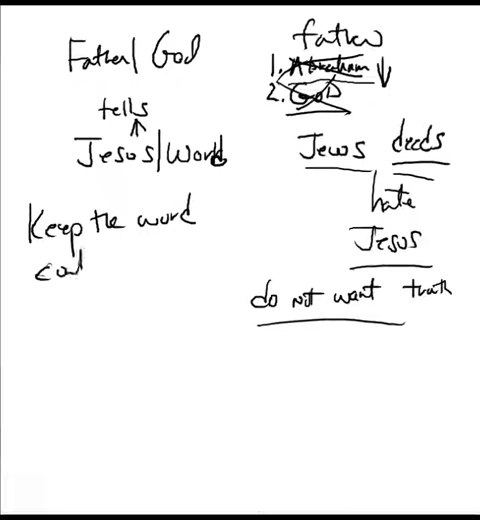 Father/God
tells
Jesus/Word
Keep the word
father
1. Abraham
2. GOD
Jews deeds
hate
Jesus
do not want truth